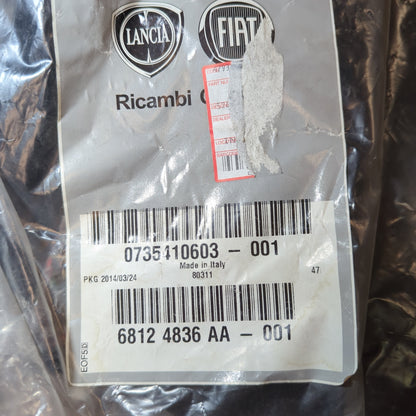 LANCIA
FIAT
Ricambi
0735410603 - 001
Made in Italy
PKG 2014/03/24
80311
47
6812 4836 AA - 001